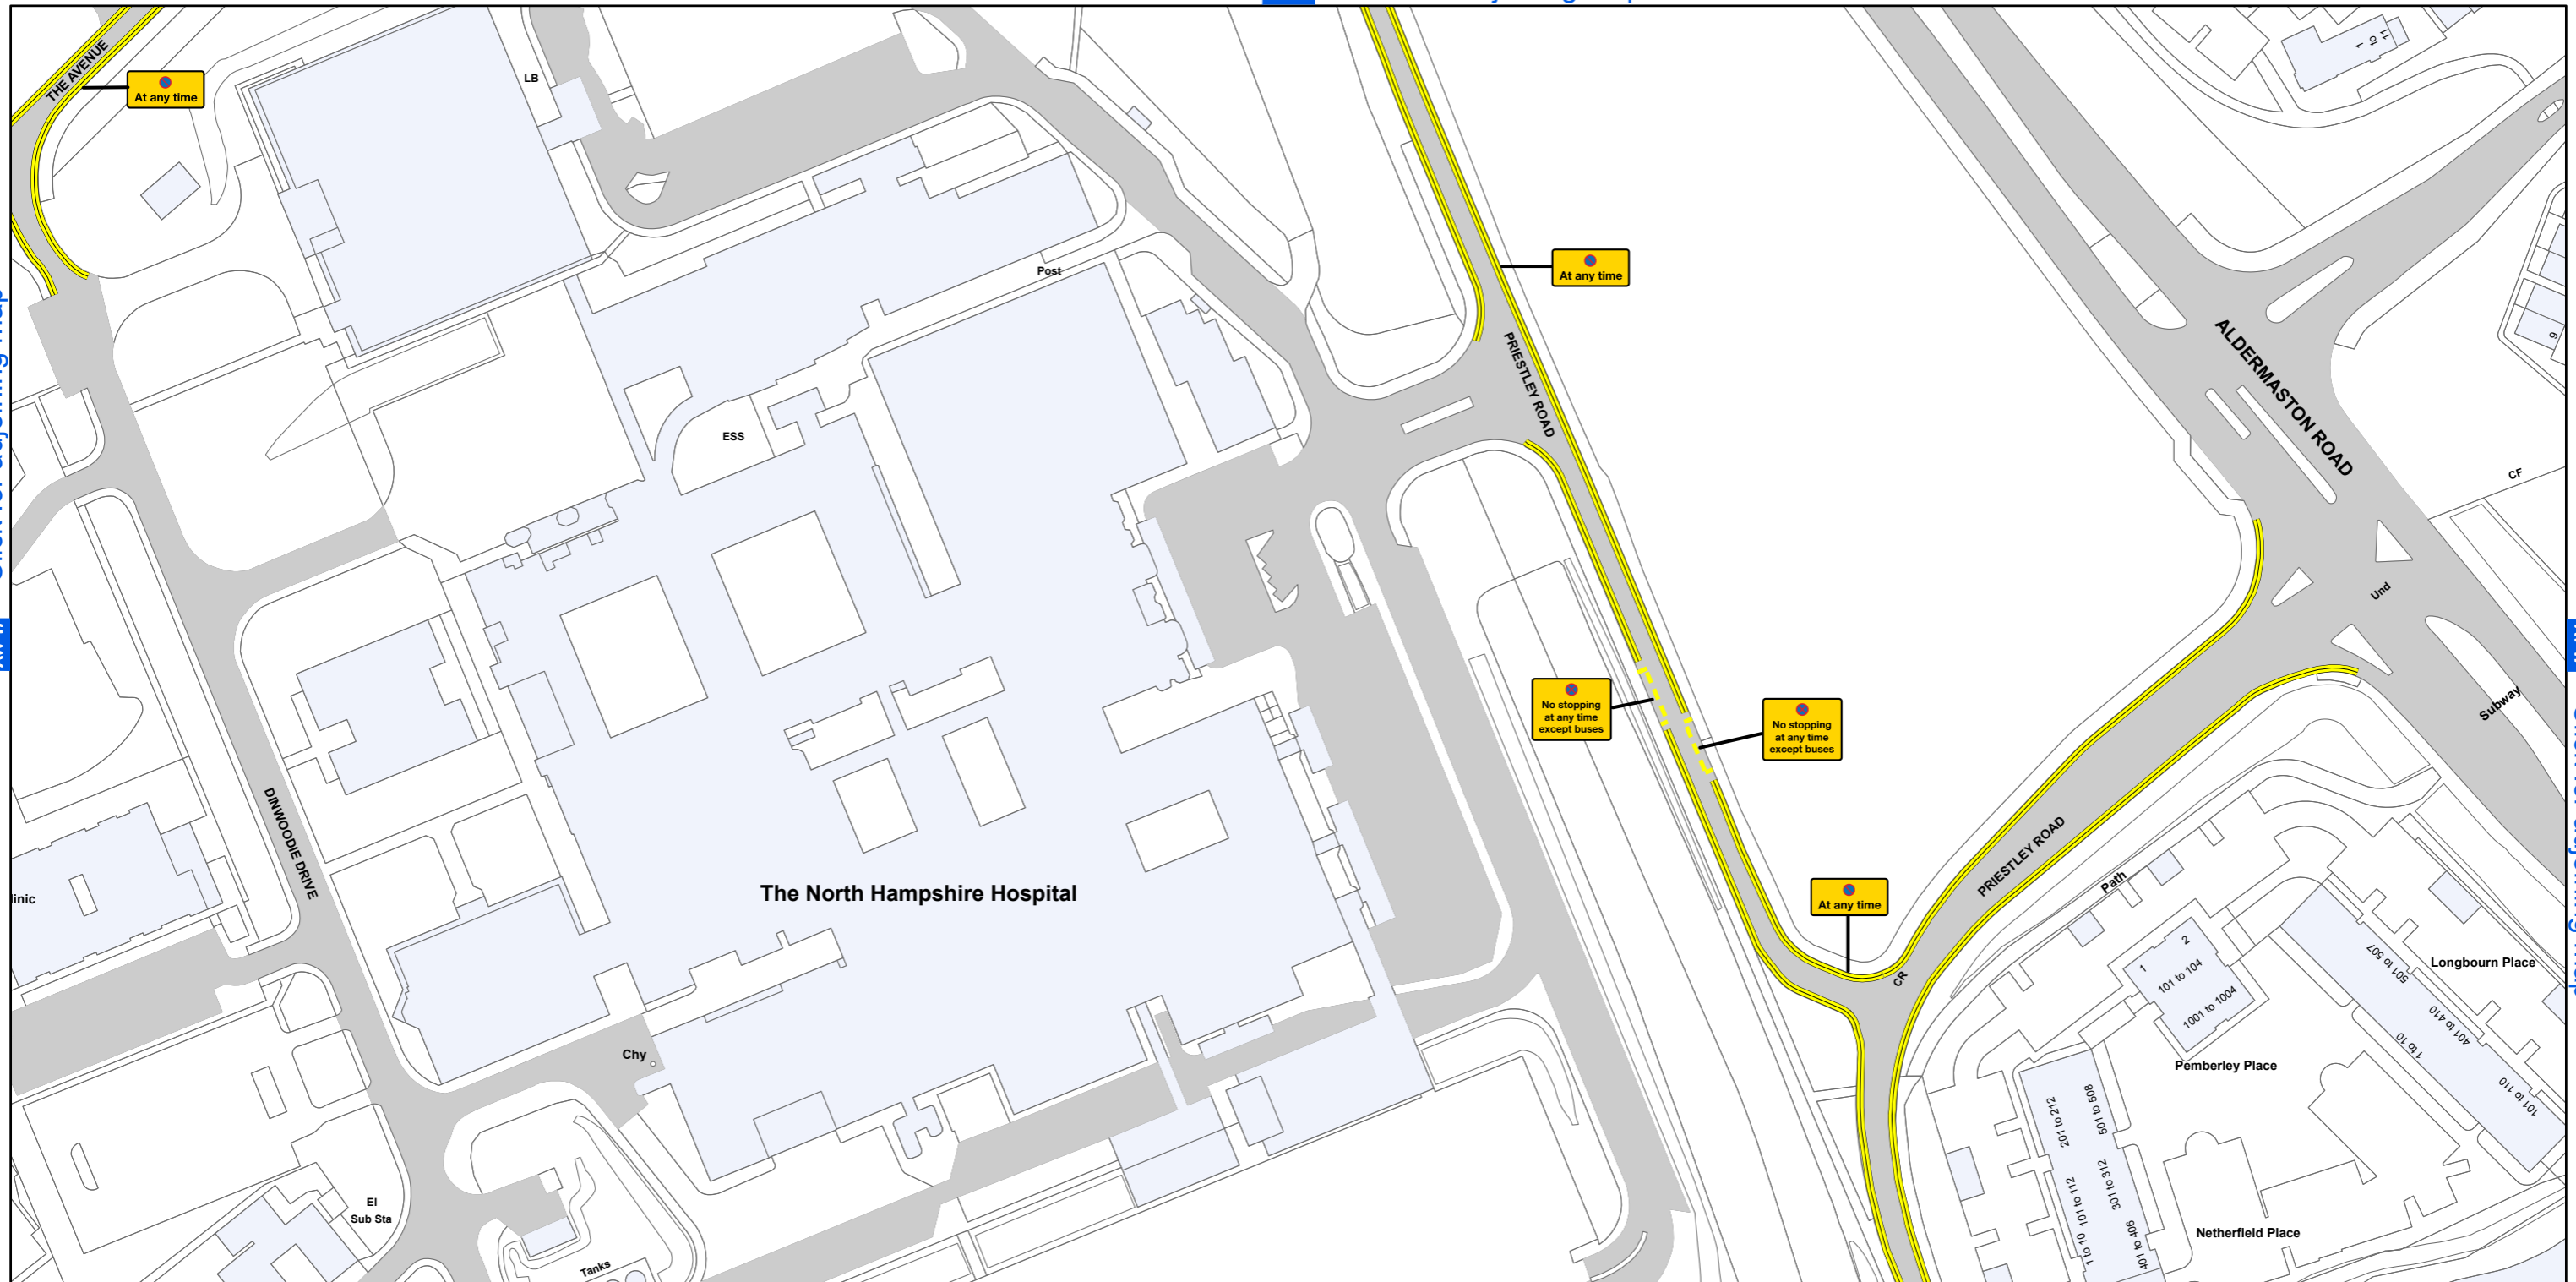 THE AVENUE
At any time
LB
11
to
1
Post
At any time
PRIESTLEY ROAD
ALDERMASTON ROAD
9
ESS
CF
Und
No stopping
at any time
except buses
No stopping
at any time
except buses
Subway
DINWOODIE DRIVE
linic
The North Hampshire Hospital
At any time
PRIESTLEY ROAD
CR
Path
2
1
101 to 104
1001 to 1004
501 to 507
Longbourn Place
401 to 410
1 to 10
101 to 110
Pemberley Place
Chy
201 to 212
501 to 508
101 to 112
301 to 312
1 to 10
401 to 406
El
Sub Sta
Netherfield Place
Tanks